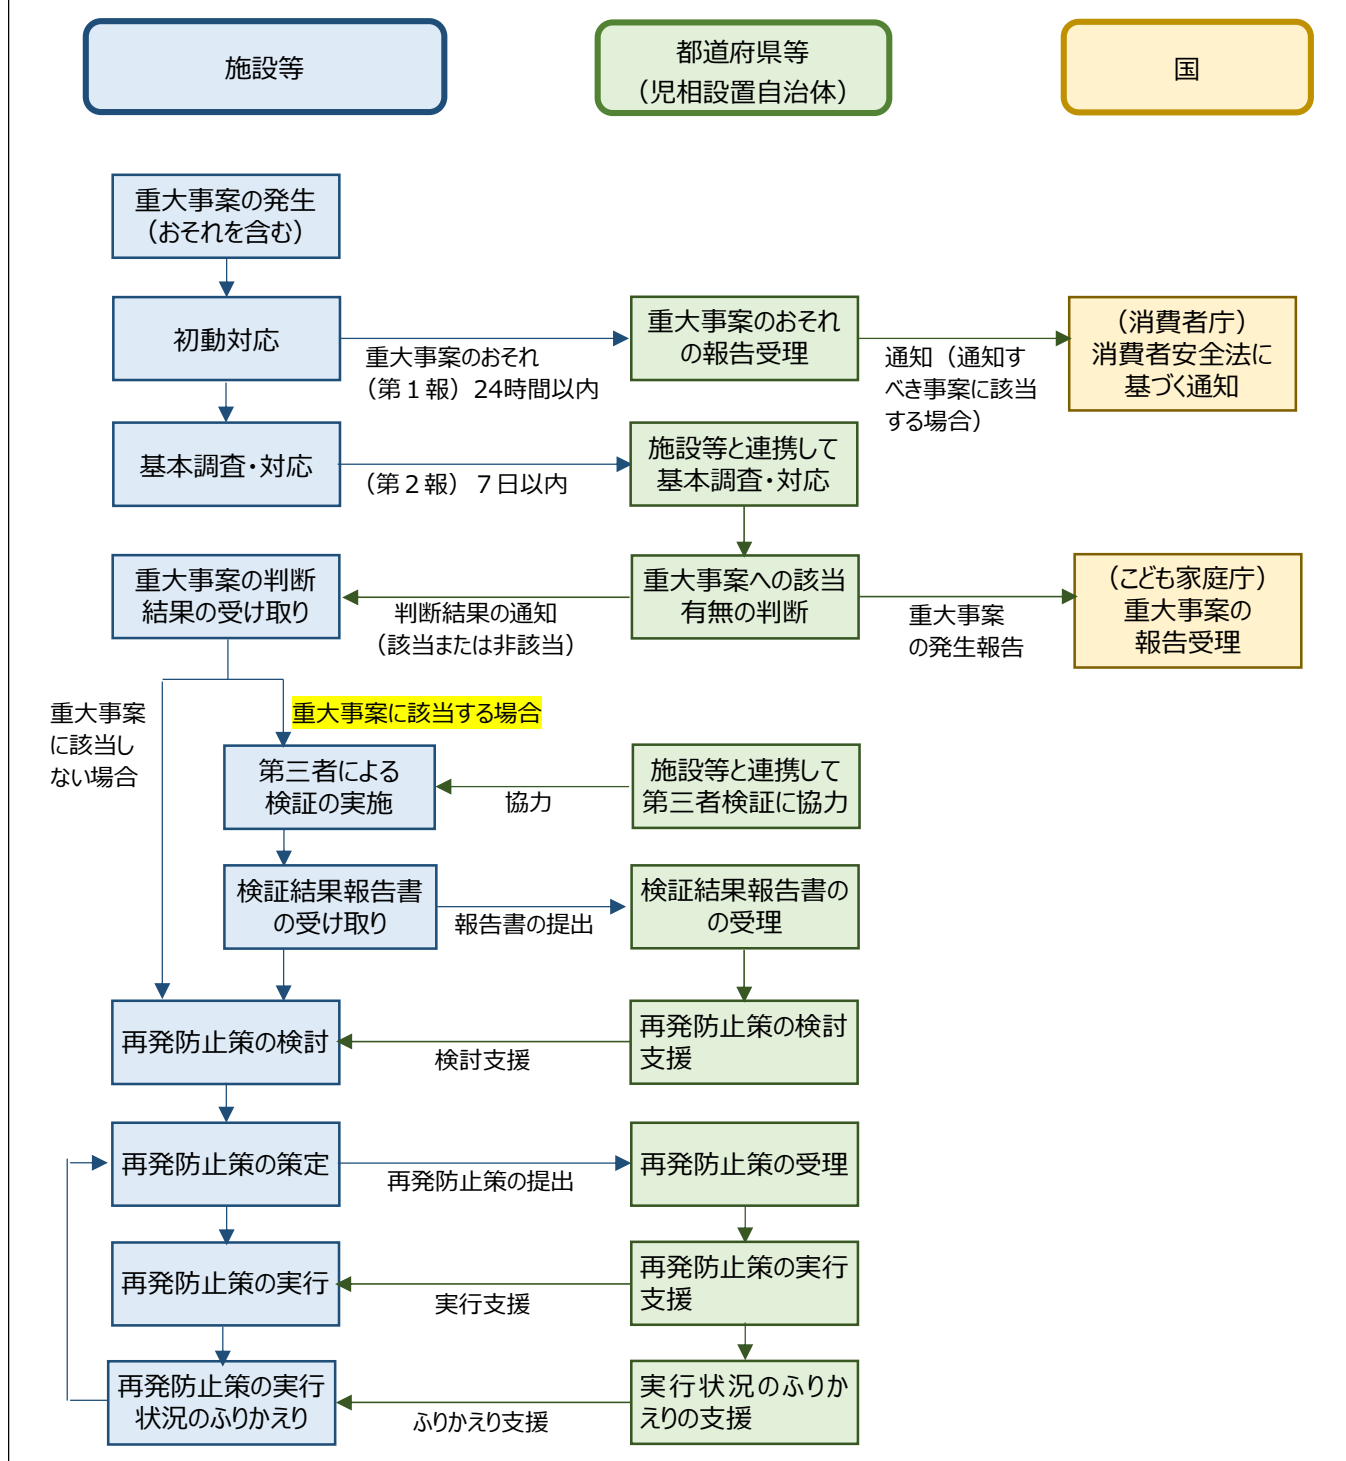 施設等
都道府県等
（児相設置自治体）
国
重大事案の発生
（おそれを含む）
初動対応
重大事案のおそれ
（第１報）24時間以内
重大事案のおそれ
の報告受理
通知（通知す
べき事案に該当
する場合）
（消費者庁）
消費者安全法に
基づく通知
基本調査・対応
（第２報）７日以内
施設等と連携して
基本調査・対応
重大事案の判断
結果の受け取り
判断結果の通知
（該当または非該当）
重大事案への該当
有無の判断
重大事案
の発生報告
（こども家庭庁）
重大事案の
報告受理
重大事案
に該当し
ない場合
重大事案に該当する場合
第三者による
検証の実施
協力
施設等と連携して
第三者検証に協力
検証結果報告書
の受け取り
報告書の提出
検証結果報告書の
の受理
再発防止策の検討
検討支援
再発防止策の検討
支援
再発防止策の策定
再発防止策の提出
再発防止策の受理
再発防止策の実行
実行支援
再発防止策の実行
支援
再発防止策の実行
状況のふりかえり
ふりかえり支援
実行状況のふりか
えりの支援